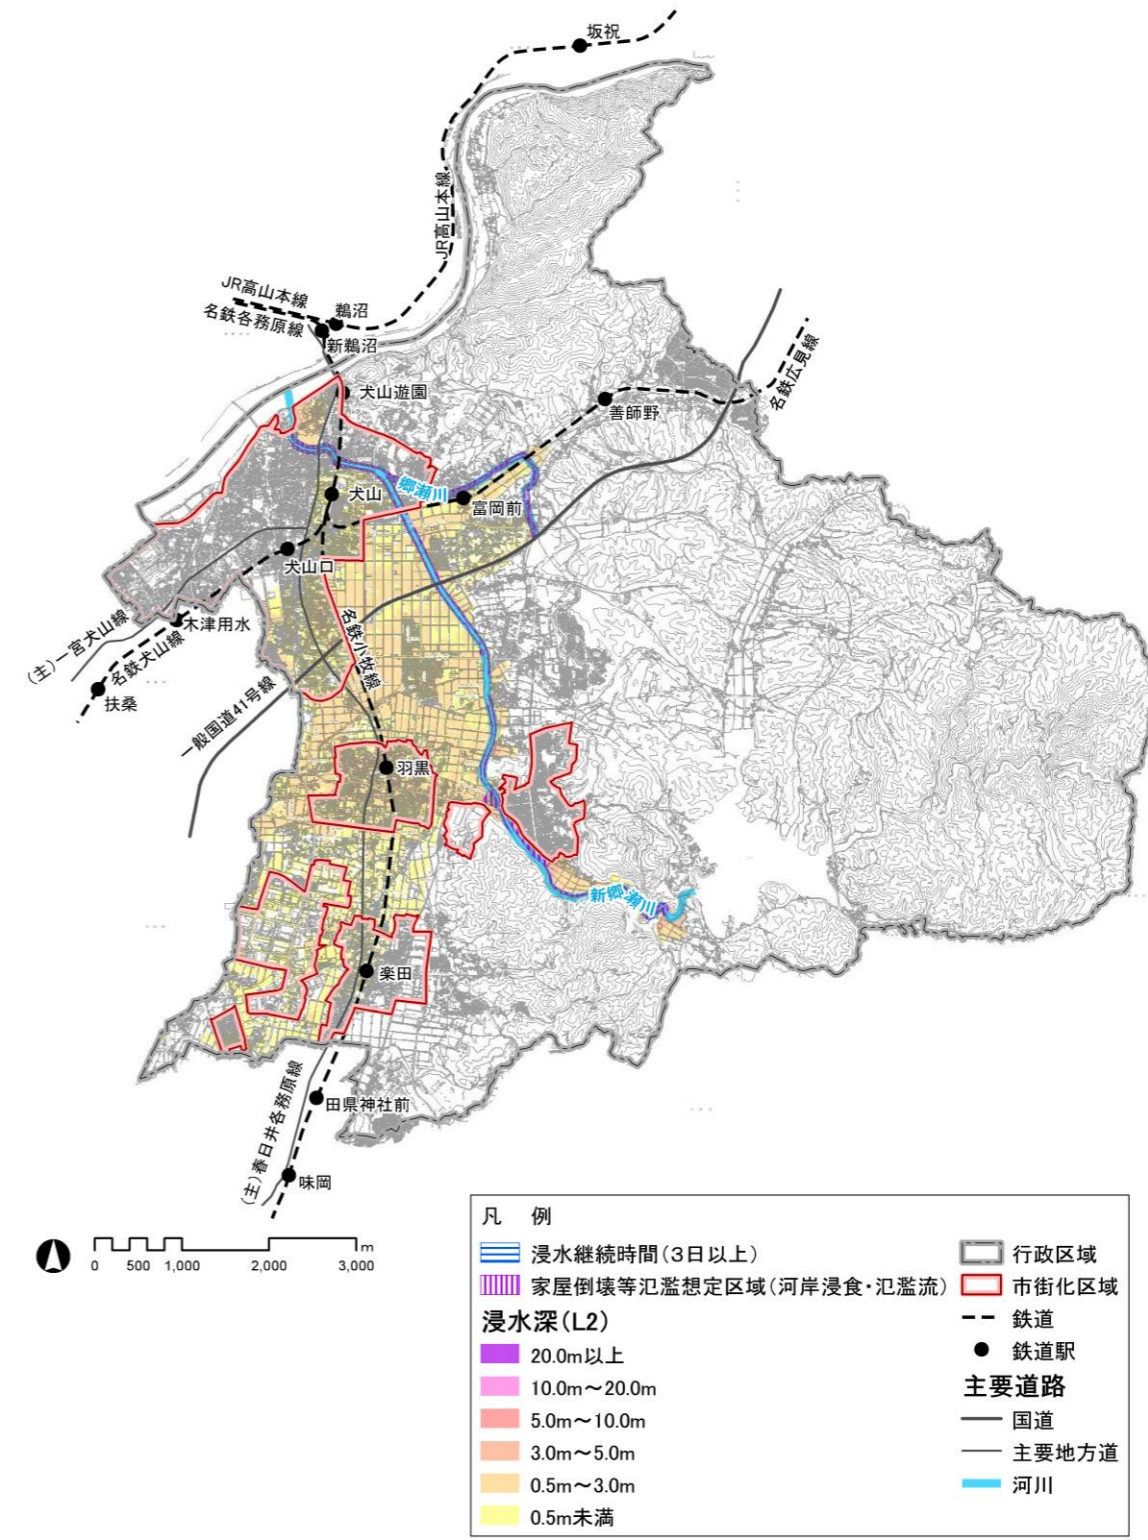 坂祝
JR高山本線
JR高山本線
名鉄各務原線
鵜沼
新鵜沼
犬山遊園
善師野
名鉄広見線
郷瀬川
犬山
富岡前
犬山口
木津用水
(主)一宮犬山線
名鉄犬山線
扶桑
名鉄小牧線
一般国道41号線
羽黒
新郷瀬川
楽田
田県神社前
(主)春日井各務原線
味岡
0 500 1,000 2,000 3,000 m
凡 例
浸水継続時間(3日以上)
家屋倒壊等氾濫想定区域(河岸浸食・氾濫流)
浸水深(L2)
20.0m以上
10.0m～20.0m
5.0m～10.0m
3.0m～5.0m
0.5m～3.0m
0.5m未満
行政区域
市街化区域
鉄道
鉄道駅
主要道路
国道
主要地方道
河川